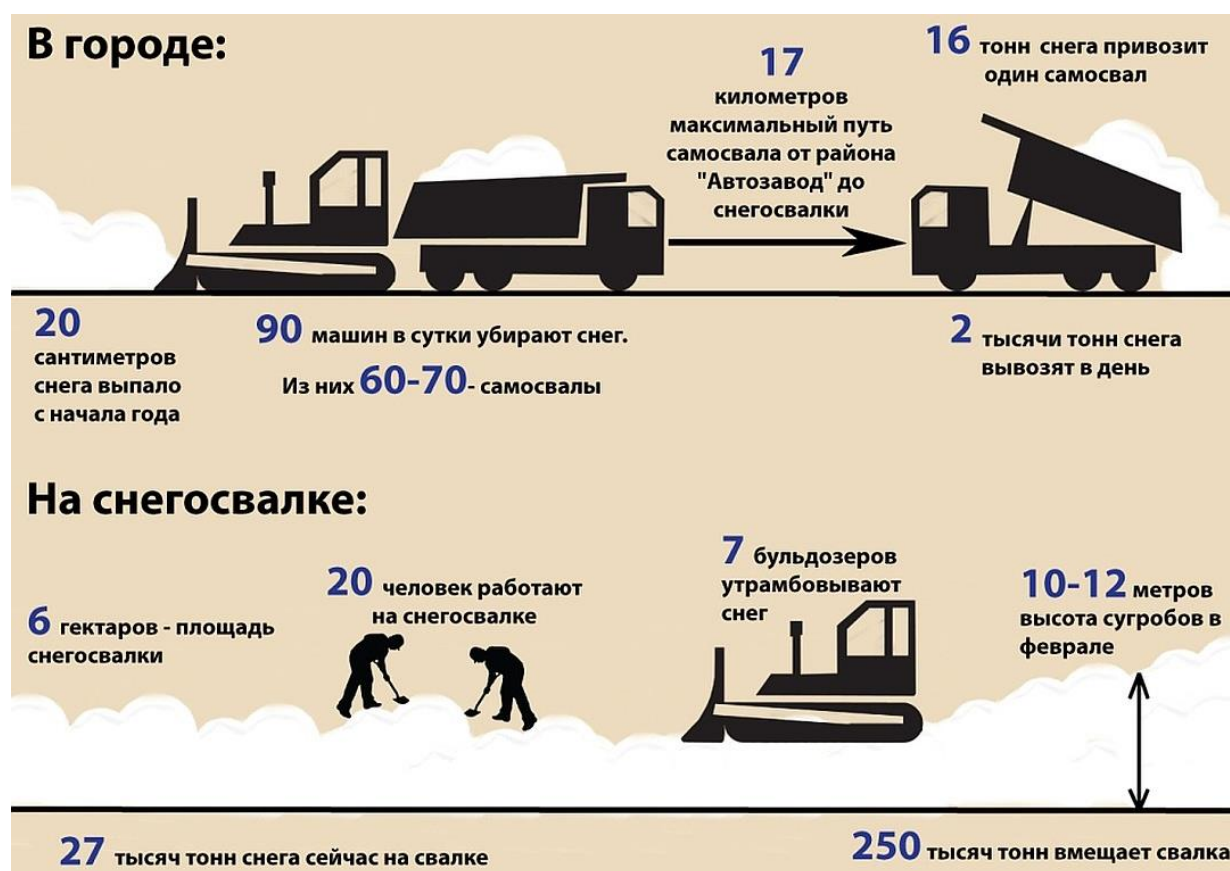 В городе:
17
километров
максимальный путь
самосвала от района
"Автозавод" до
снегосвалки
16 тонн снега привозит
один самосвал
20
сантиметров
снега выпало
с начала года
90 машин в сутки убирают снег.
Из них 60-70- самосвалы
2 тысячи тонн снега
вывозят в день
На снегосвалке:
6 гектаров - площадь
снегосвалки
20 человек работают
на снегосвалке
7 бульдозеров
утрамбовывают
снег
10-12 метров
высота сугробов в
феврале
27 тысяч тонн снега сейчас на свалке
250 тысяч тонн вмещает свалка